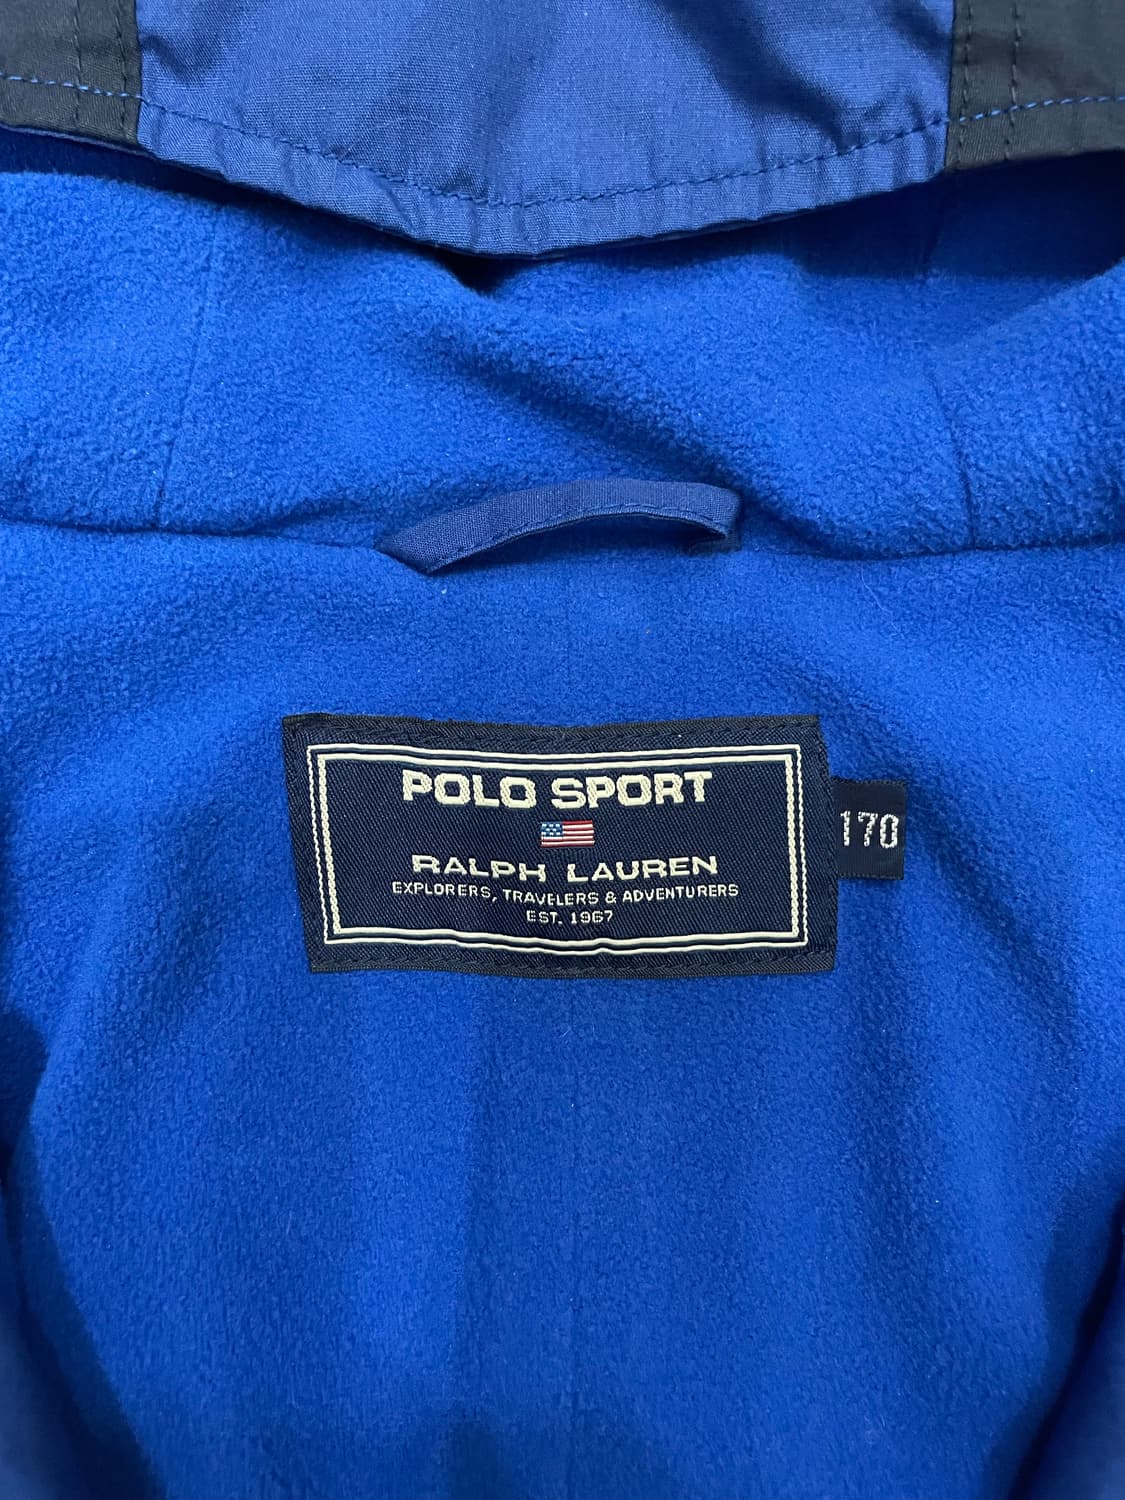 POLO SPORT
RALPH LAUREN
EXPLORERS, TRAVELERS & ADVENTURERS
EST. 1967
170